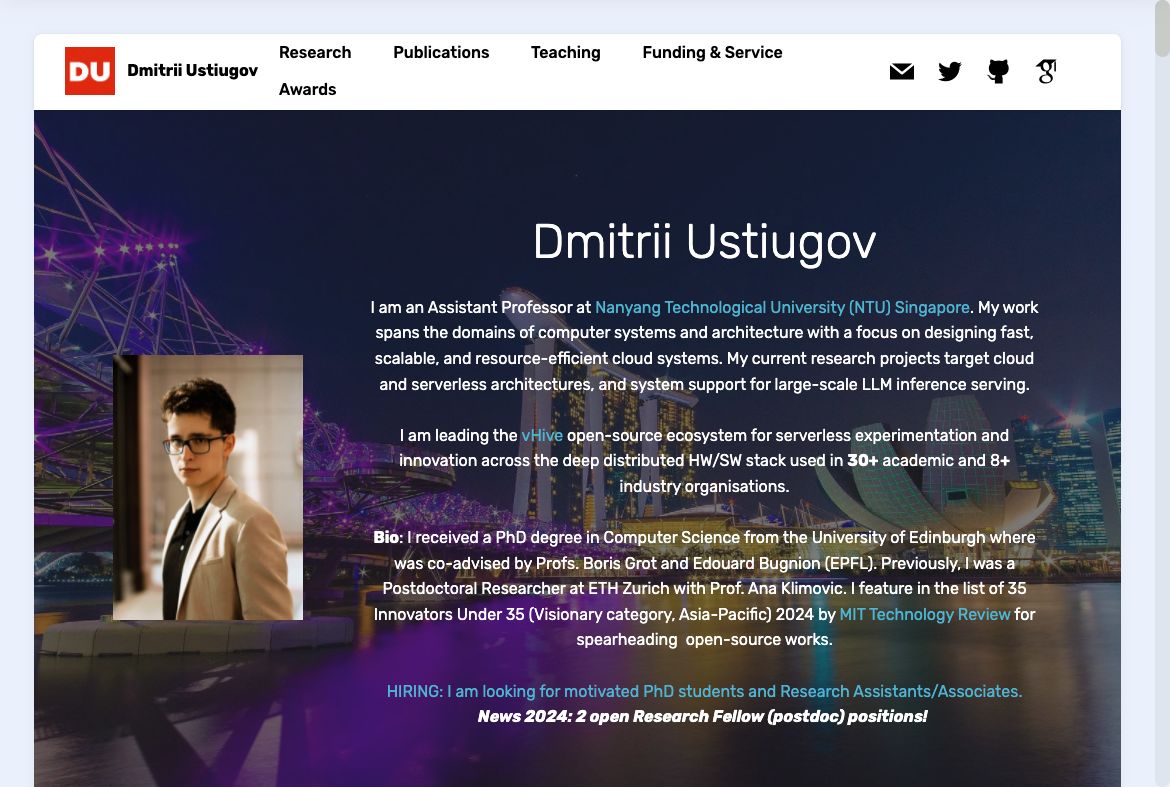 DU
Dmitrii Ustiugov
Research
Publications
Teaching
Funding & Service
Awards
Dmitrii Ustiugov
I am an Assistant Professor at Nanyang Technological University (NTU) Singapore. My work
spans the domains of computer systems and architecture with a focus on designing fast,
scalable, and resource-efficient cloud systems. My current research projects target cloud
and serverless architectures, and system support for large-scale LLM inference serving.
I am leading the vHive open-source ecosystem for serverless experimentation and
innovation across the deep distributed HW/SW stack used in 30+ academic and 8+
industry organisations.
Bio: I received a PhD degree in Computer Science from the University of Edinburgh where
was co-advised by Profs. Boris Grot and Edouard Bugnion (EPFL). Previously, I was a
Postdoctoral Researcher at ETH Zurich with Prof. Ana Klimovic. I feature in the list of 35
Innovators Under 35 (Visionary category, Asia-Pacific) 2024 by MIT Technology Review for
spearheading  open-source works.
HIRING: I am looking for motivated PhD students and Research Assistants/Associates.
News 2024: 2 open Research Fellow (postdoc) positions!